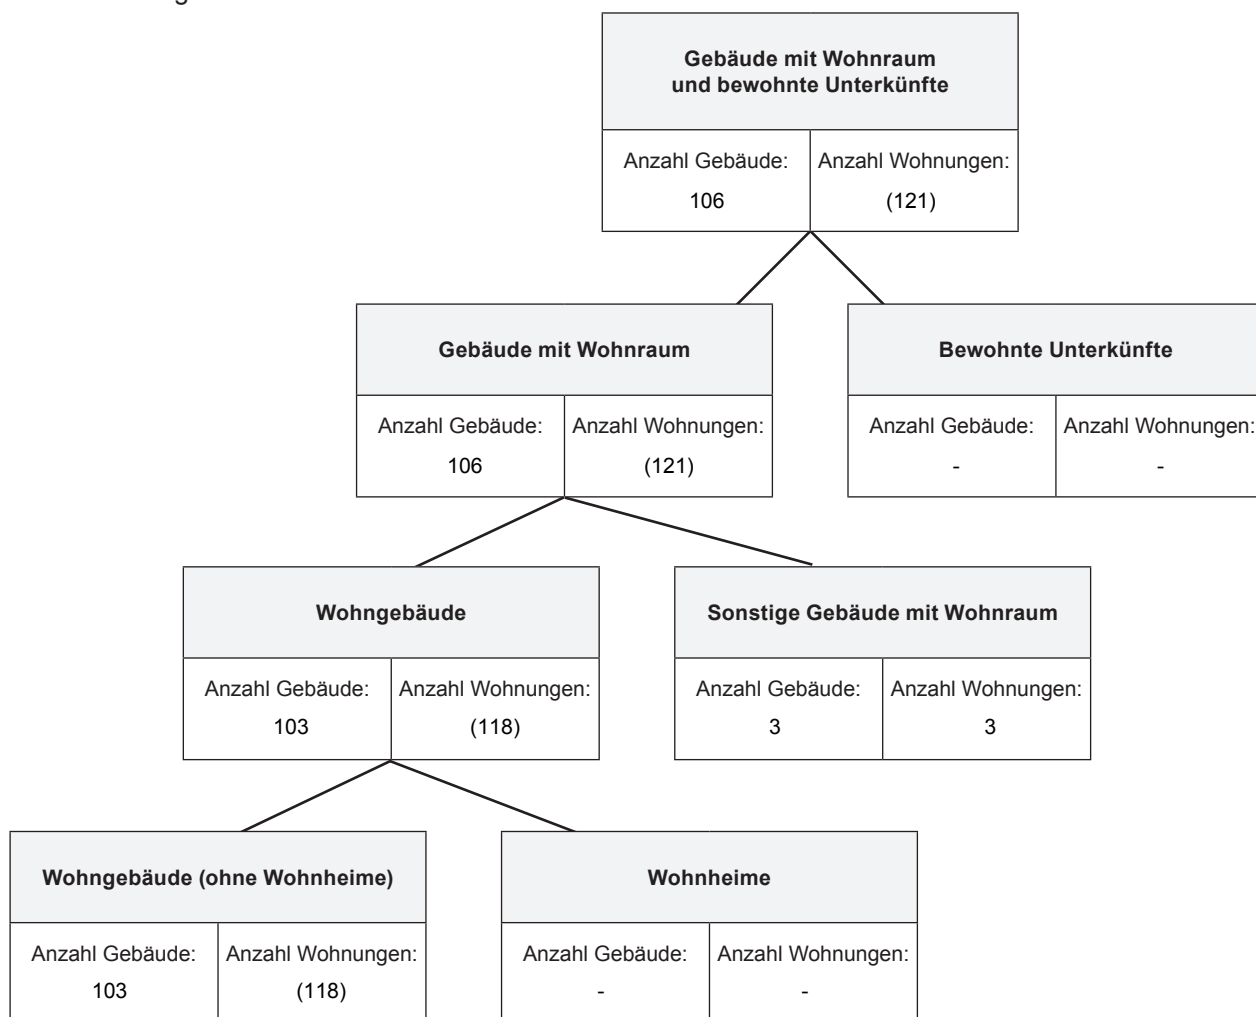 Gebäude mit Wohnraum
und bewohnte Unterkünfte
Anzahl Gebäude: Anzahl Wohnungen:
106 (121)
Gebäude mit Wohnraum
Bewohnte Unterkünfte
Anzahl Gebäude: Anzahl Wohnungen:
106 (121)
Anzahl Gebäude: Anzahl Wohnungen:
- -
Wohngebäude
Sonstige Gebäude mit Wohnraum
Anzahl Gebäude: Anzahl Wohnungen:
103 (118)
Anzahl Gebäude: Anzahl Wohnungen:
3 3
Wohngebäude (ohne Wohnheime)
Wohnheime
Anzahl Gebäude: Anzahl Wohnungen:
103 (118)
Anzahl Gebäude: Anzahl Wohnungen:
- -